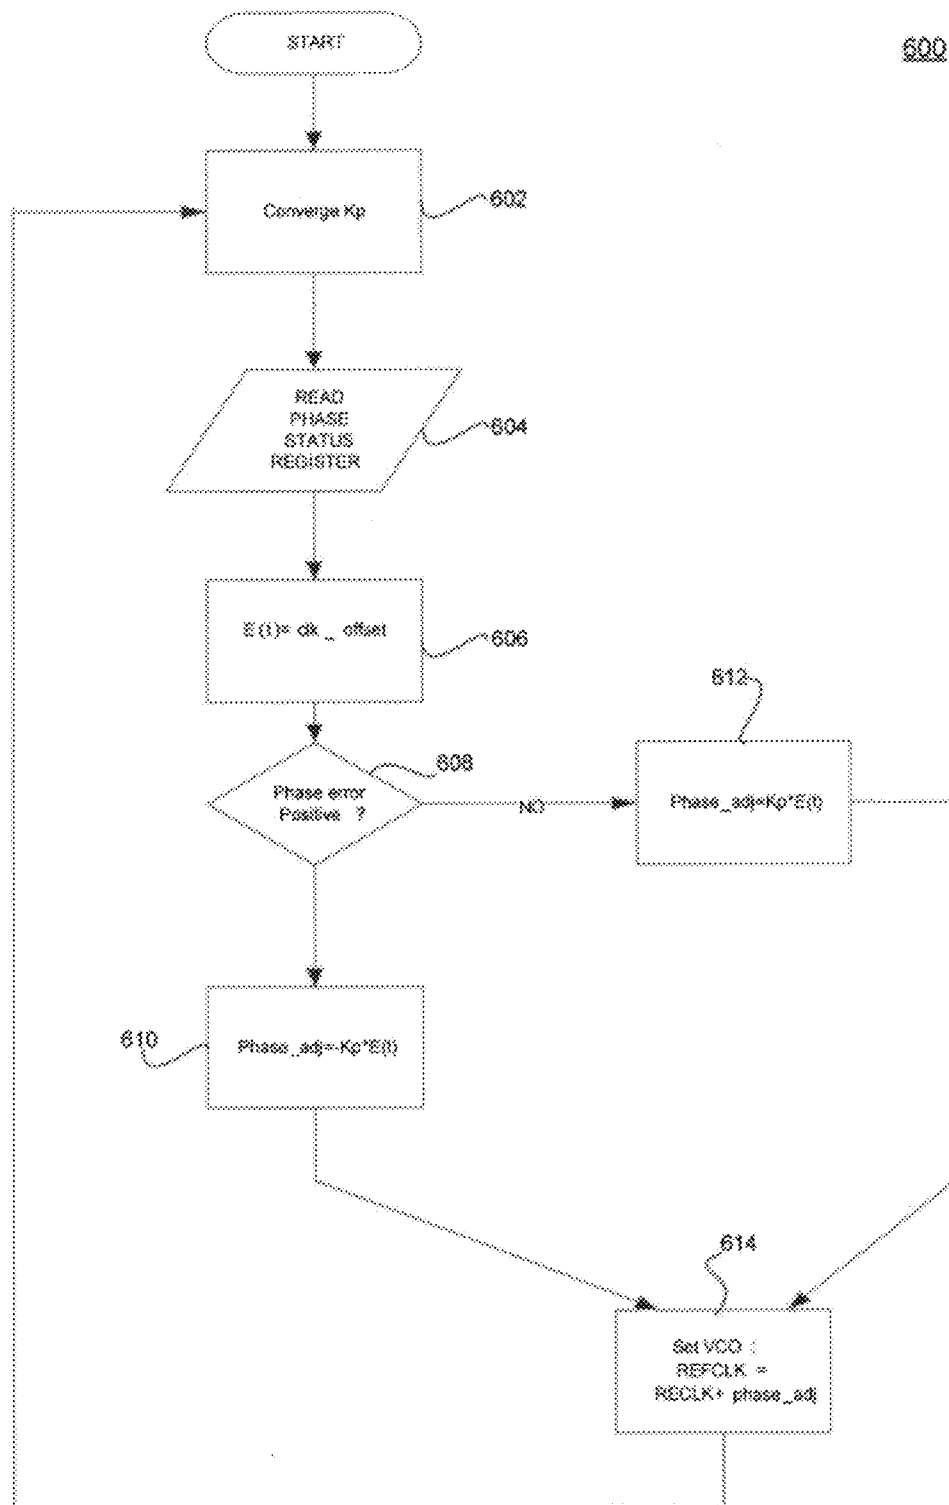 START
600
Converge Kp
602
READ
PHASE
STATUS
REGISTER
604
E(t)= clk _ offset
606
608
Phase error
Positive ?
NO
612
Phase_adj=Kp*E(t)
610
Phase_adj=-Kp*E(t)
614
Set VCO :
REFCLK =
RECLK+ phase_adj